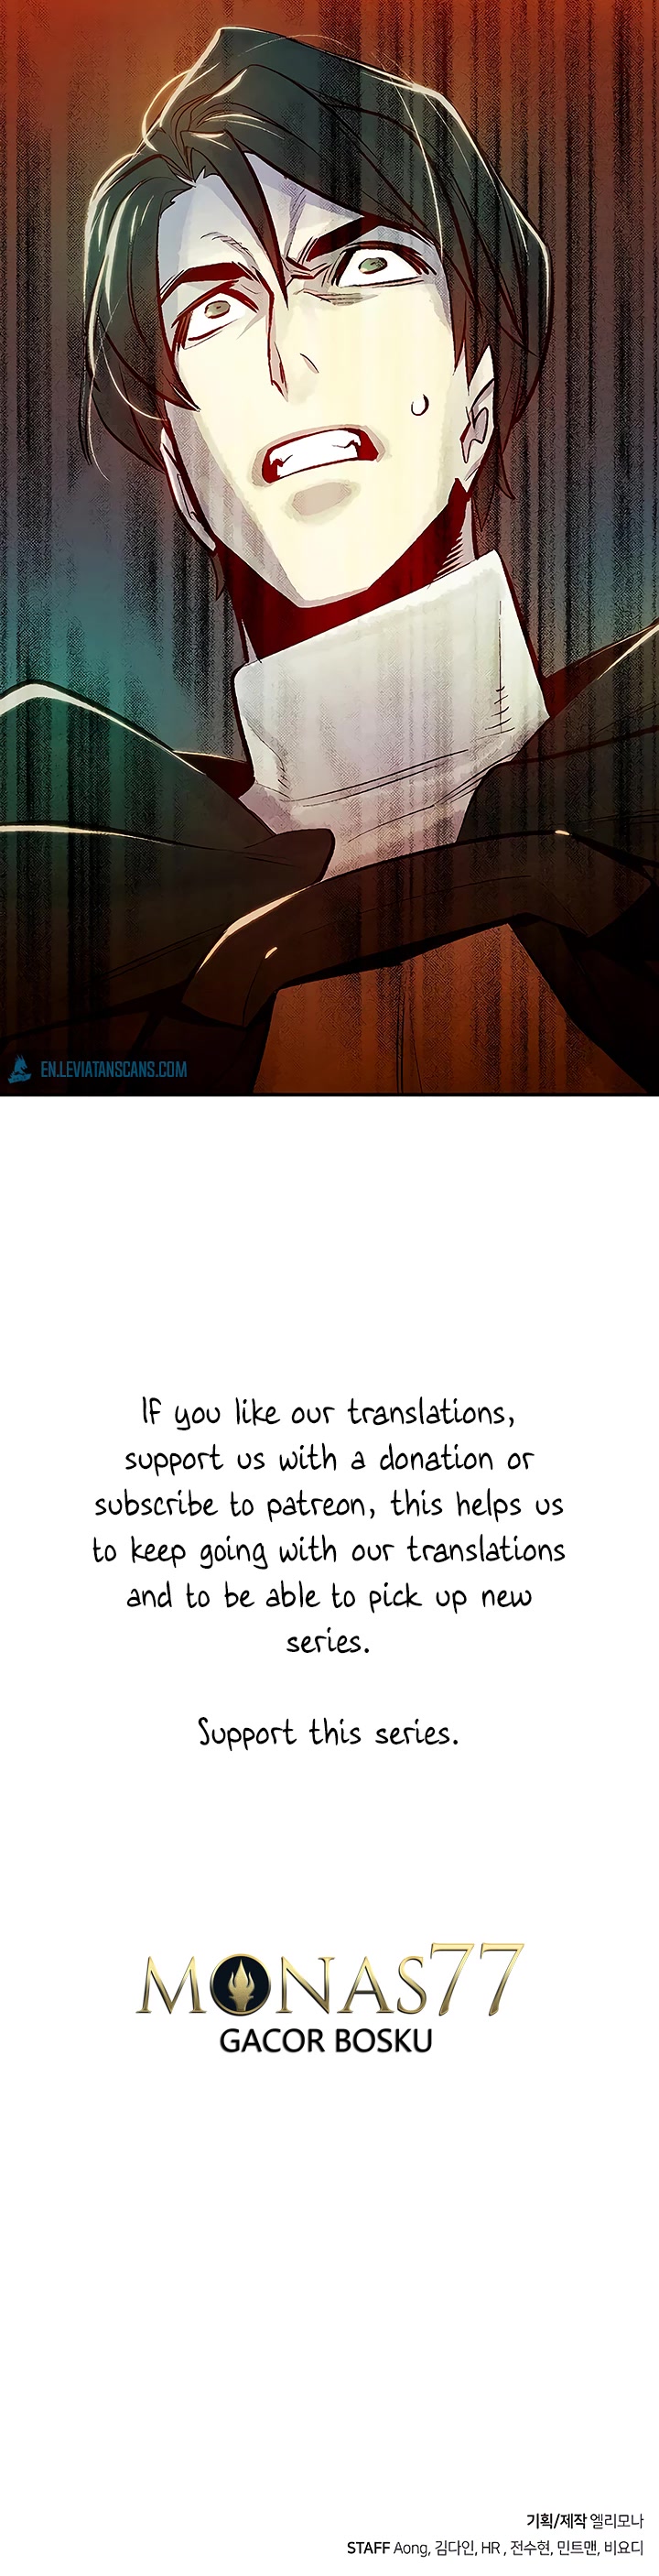 EN.LEVIATANSCANS.COM
If you like our translations,
support us with a donation or
subscribe to patreon, this helps us
to keep going with our translations
and to be able to pick up new
series.
Support this series.
MONAS77
GACOR BOSKU
기획/제작 엘리모나
STAFF Aong, 김다인, HR , 전수현, 민트맨, 비요디